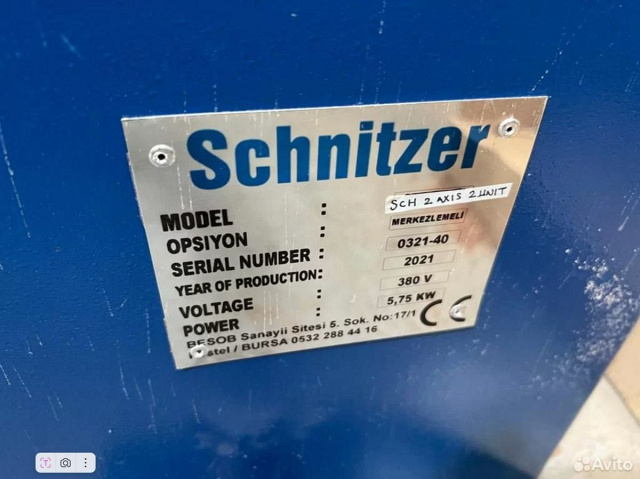 Schnitzer
MODEL : SCH 2 AXIS 2 UNIT
OPSIYON : MERKEZLEMELİ
SERIAL NUMBER : 0321-40
YEAR OF PRODUCTION: 2021
VOLTAGE : 380 V
POWER : 5,75 KW
CE
BESOB Sanayii Sitesi 5. Sok. No:17/1
Kestel / BURSA 0532 288 44 16
Avito